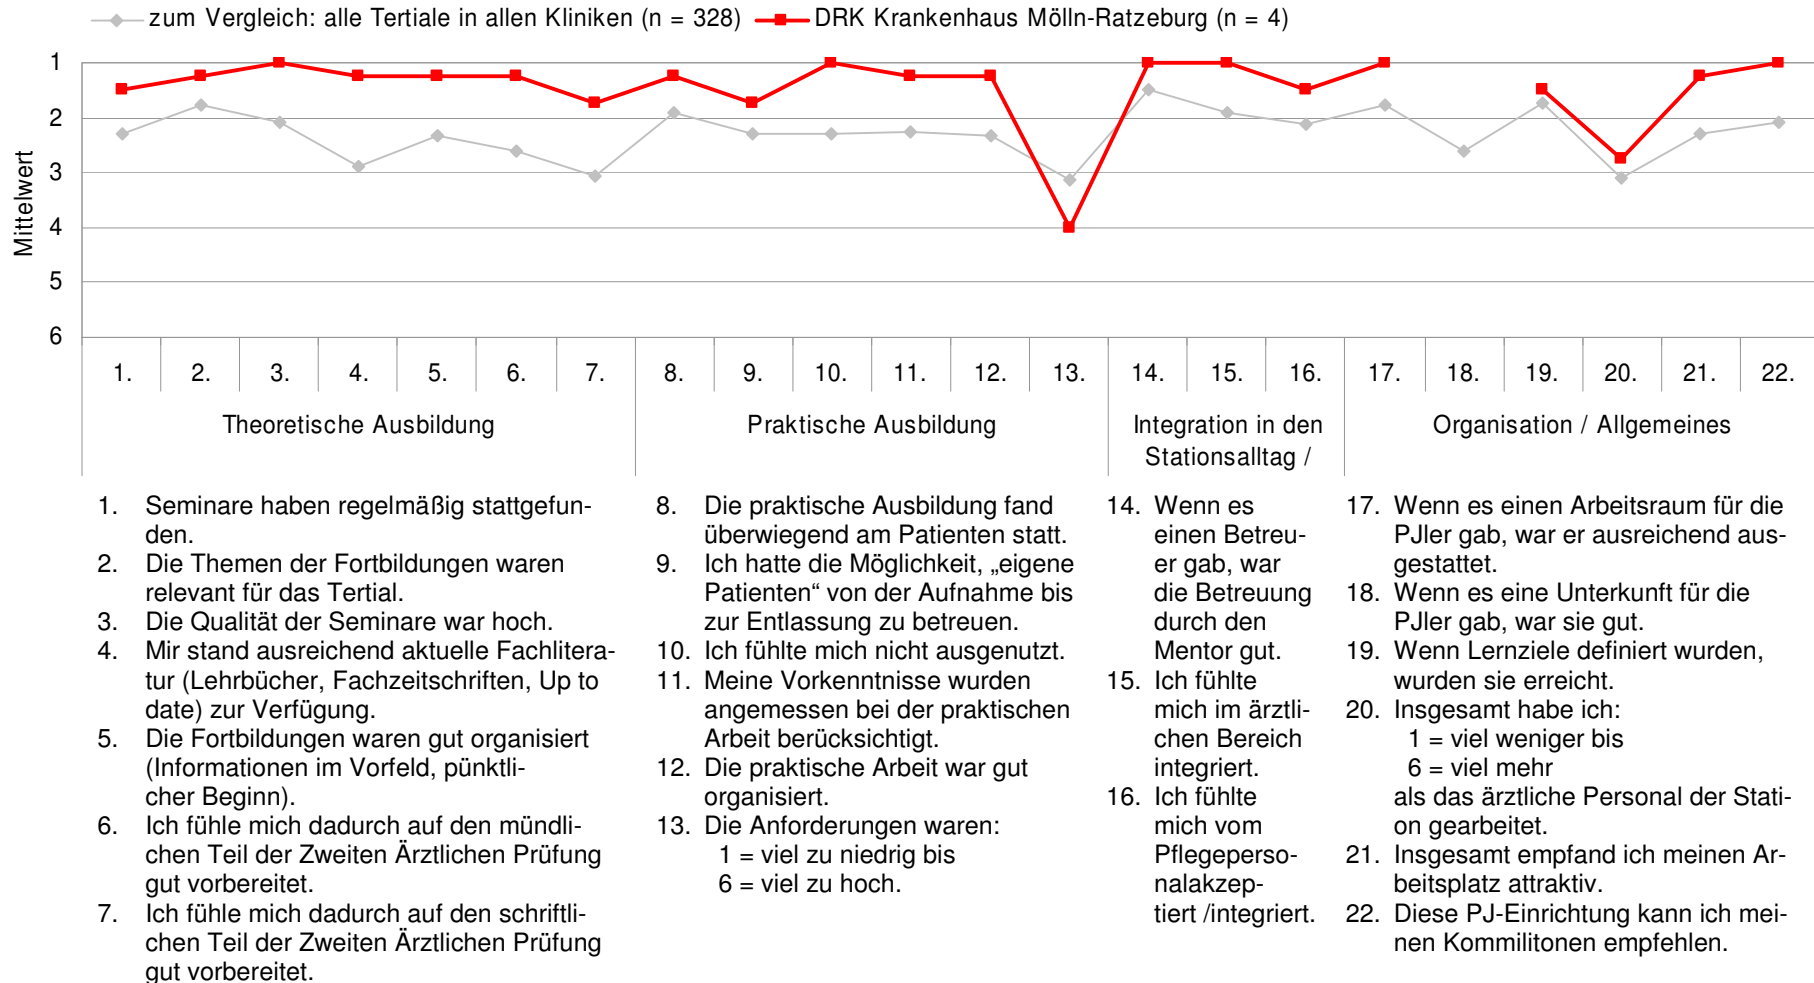 zum Vergleich: alle Tertiale in allen Kliniken (n = 328) DRK Krankenhaus Mölln-Ratzeburg (n = 4)
Mittelwert
1
2
3
4
5
6
1. 2. 3. 4. 5. 6. 7. 8. 9. 10. 11. 12. 13. 14. 15. 16. 17. 18. 19. 20. 21. 22.
Theoretische Ausbildung
Praktische Ausbildung
Integration in den
Stationsalltag /
Organisation / Allgemeines
1. Seminare haben regelmäßig stattgefun-
den.
2. Die Themen der Fortbildungen waren
relevant für das Tertial.
3. Die Qualität der Seminare war hoch.
4. Mir stand ausreichend aktuelle Fachlitera-
tur (Lehrbücher, Fachzeitschriften, Up to
date) zur Verfügung.
5. Die Fortbildungen waren gut organisiert
(Informationen im Vorfeld, pünktli-
cher Beginn).
6. Ich fühle mich dadurch auf den mündli-
chen Teil der Zweiten Ärztlichen Prüfung
gut vorbereitet.
7. Ich fühle mich dadurch auf den schriftli-
chen Teil der Zweiten Ärztlichen Prüfung
gut vorbereitet.
8. Die praktische Ausbildung fand
überwiegend am Patienten statt.
9. Ich hatte die Möglichkeit, „eigene
Patienten“ von der Aufnahme bis
zur Entlassung zu betreuen.
10. Ich fühlte mich nicht ausgenutzt.
11. Meine Vorkenntnisse wurden
angemessen bei der praktischen
Arbeit berücksichtigt.
12. Die praktische Arbeit war gut
organisiert.
13. Die Anforderungen waren:
1 = viel zu niedrig bis
6 = viel zu hoch.
14. Wenn es
einen Betreu-
er gab, war
die Betreuung
durch den
Mentor gut.
15. Ich fühlte
mich im ärztli-
chen Bereich
integriert.
16. Ich fühlte
mich vom
Pflegeperso-
nalakzep-
tiert /integriert.
17. Wenn es einen Arbeitsraum für die
PJler gab, war er ausreichend aus-
gestattet.
18. Wenn es eine Unterkunft für die
PJler gab, war sie gut.
19. Wenn Lernziele definiert wurden,
wurden sie erreicht.
20. Insgesamt habe ich:
1 = viel weniger bis
6 = viel mehr
als das ärztliche Personal der Stati-
on gearbeitet.
21. Insgesamt empfand ich meinen Ar-
beitsplatz attraktiv.
22. Diese PJ-Einrichtung kann ich mei-
nen Kommilitonen empfehlen.